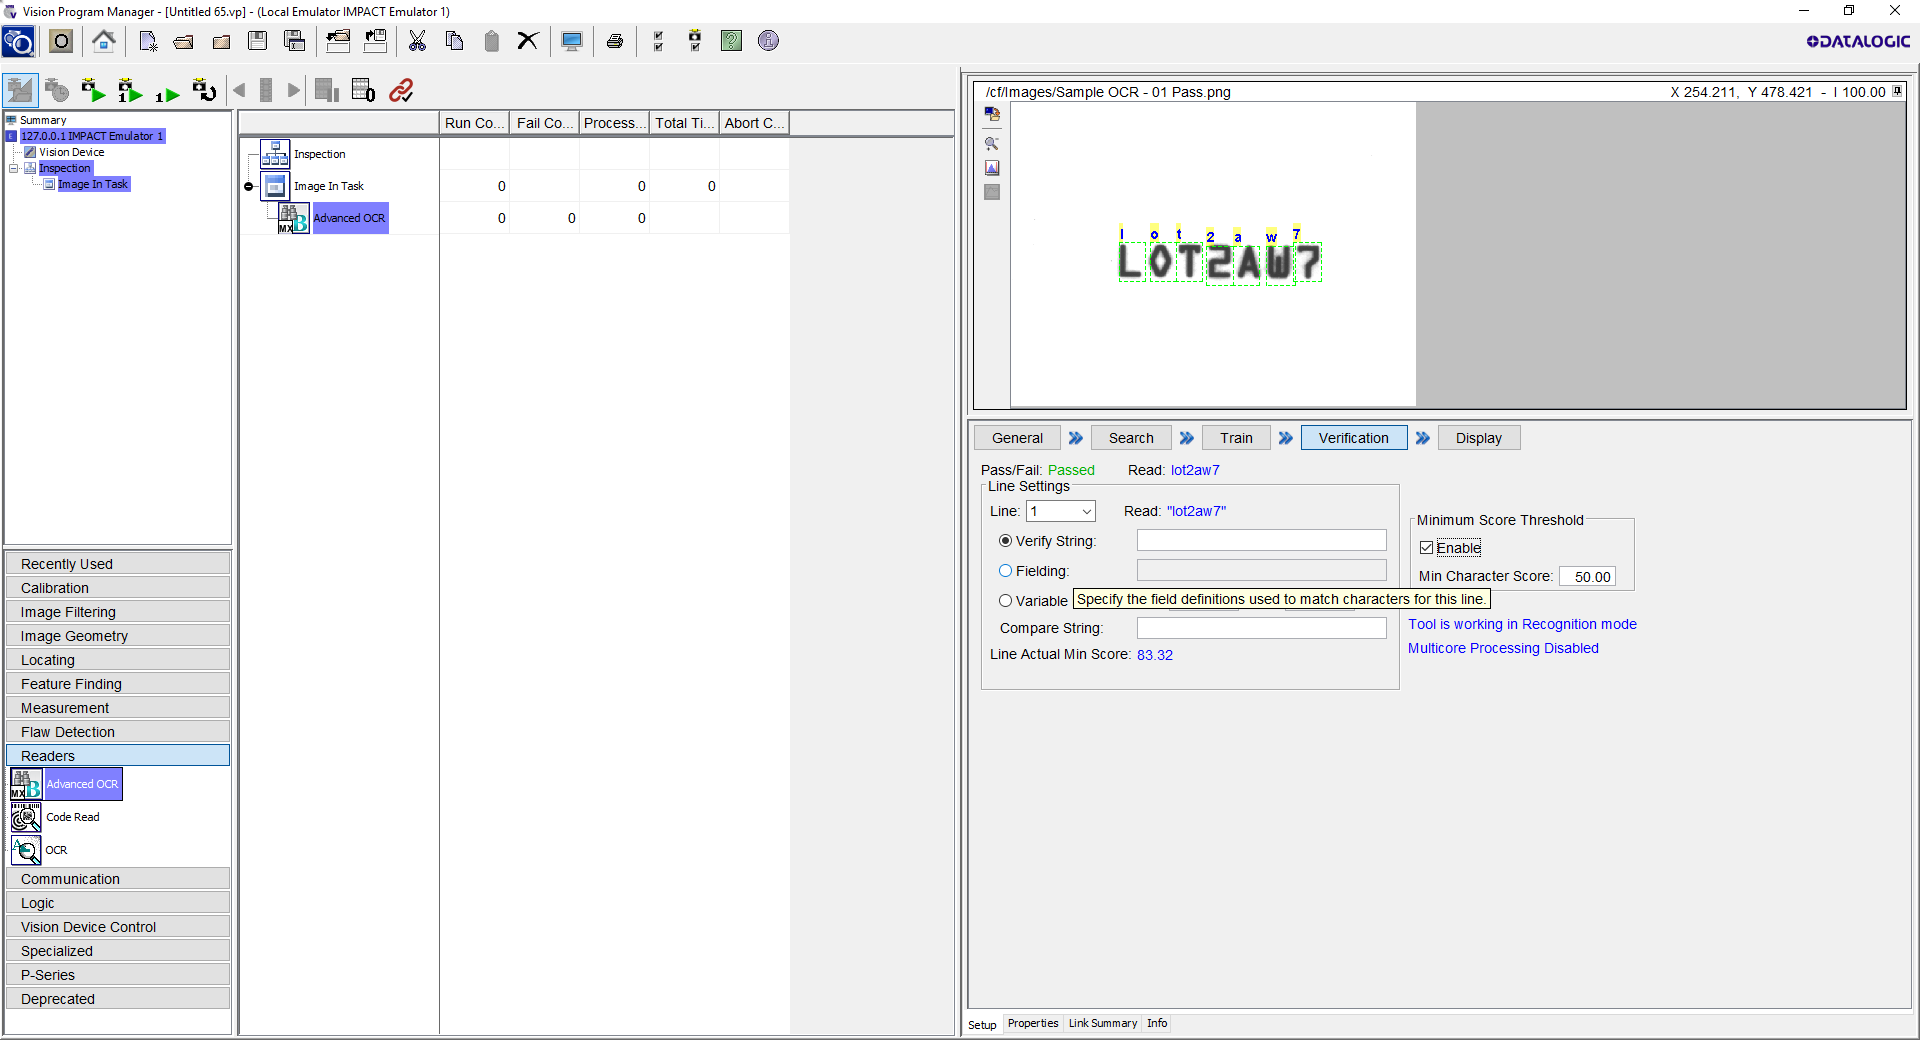 Vision Program Manager - [Untitled 65.vp] - (Local Emulator IMPACT Emulator 1)
DATALOGIC
Summary
127.0.0.1 IMPACT Emulator 1
Vision Device
Inspection
Image In Task
Recently Used
Calibration
Image Filtering
Image Geometry
Locating
Feature Finding
Measurement
Flaw Detection
Readers
Advanced OCR
Code Read
OCR
Communication
Logic
Vision Device Control
Specialized
P-Series
Deprecated
Run Co... Fail Co... Process... Total Ti... Abort C...
Inspection
Image In Task 0 0 0
Advanced OCR 0 0 0
/cf/Images/Sample OCR - 01 Pass.png X 254.211, Y 478.421 - I 100.00
l o t 2 a w 7
LOT2AW7
General Search Train Verification Display
Pass/Fail: Passed Read: lot2aw7
Line Settings
Line: 1 Read: "lot2aw7"
Verify String:
Fielding:
Variable
Specify the field definitions used to match characters for this line.
Compare String:
Line Actual Min Score: 83.32
Minimum Score Threshold
Enable
Min Character Score: 50.00
Tool is working in Recognition mode
Multicore Processing Disabled
Setup Properties Link Summary Info